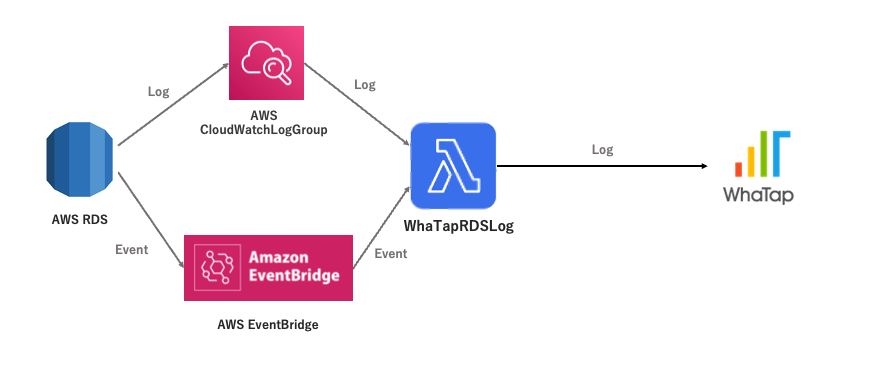 Log
Log
AWS
CloudWatchLogGroup
AWS RDS
Log
WhaTap
WhaTapRDSLog
Event
Amazon
EventBridge
Event
AWS EventBridge